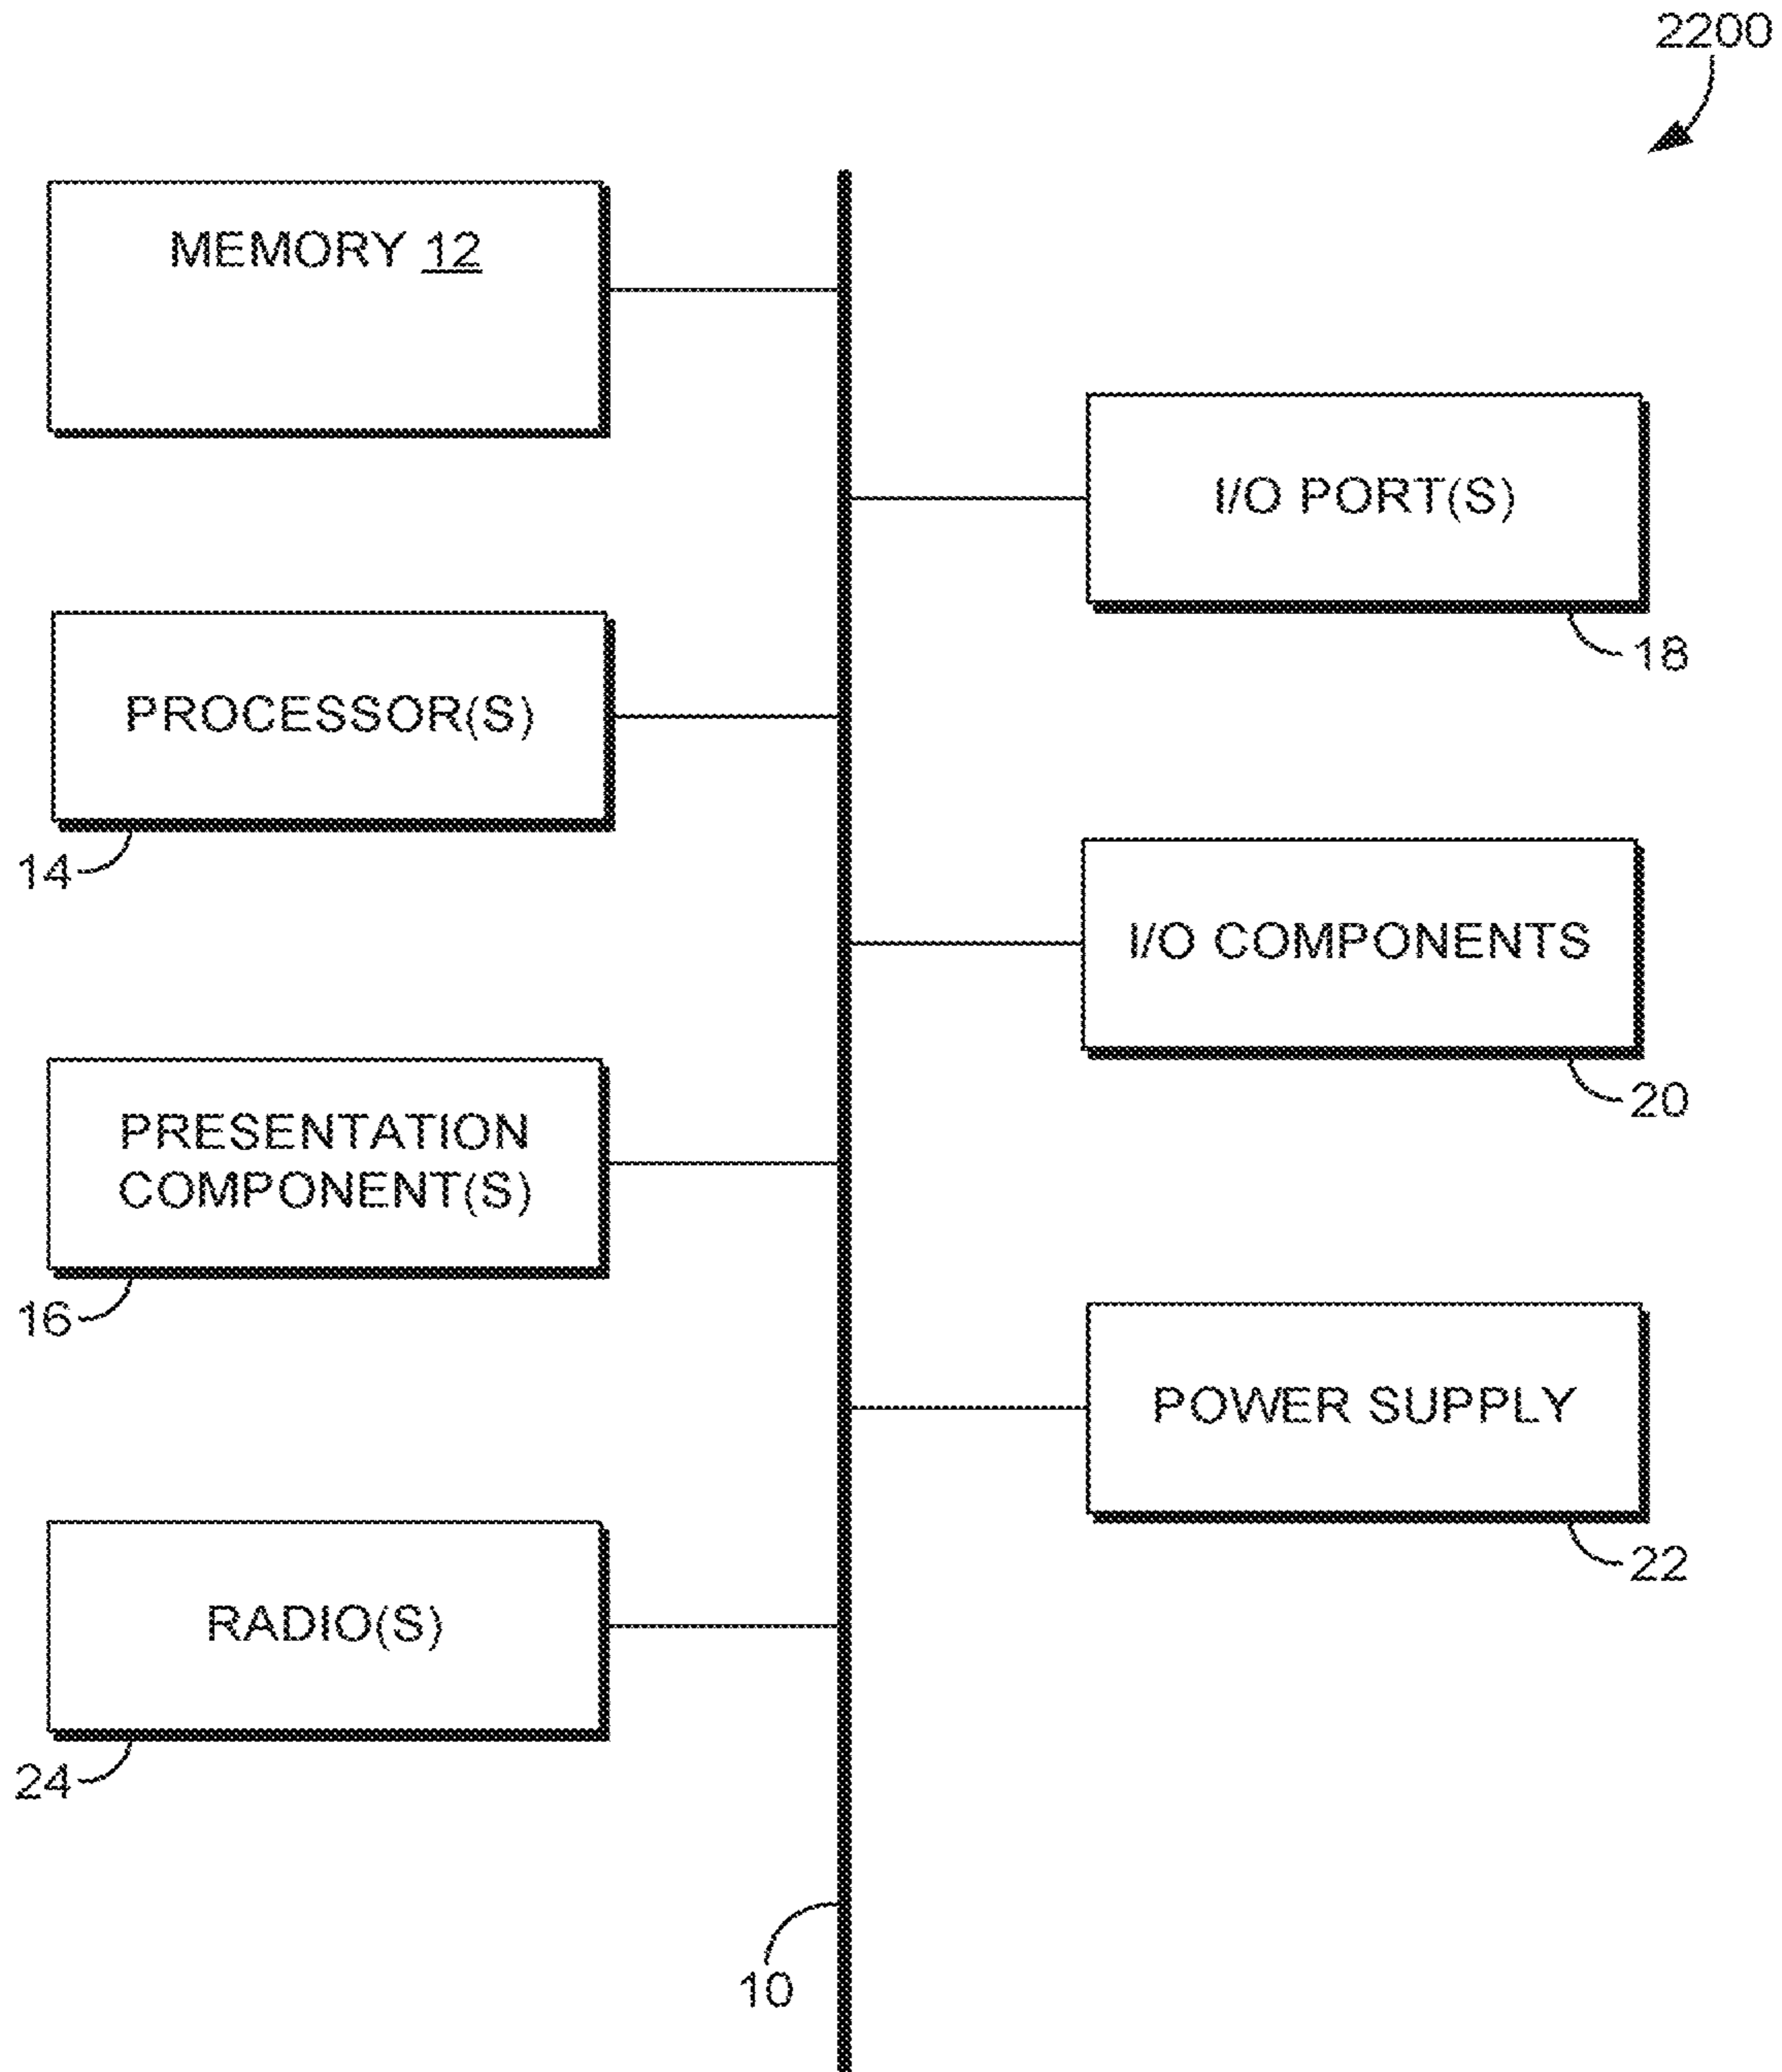 2200
MEMORY 12
I/O PORT(S)
18
PROCESSOR(S)
14
I/O COMPONENTS
20
PRESENTATION
COMPONENT(S)
16
POWER SUPPLY
22
RADIO(S)
24
10